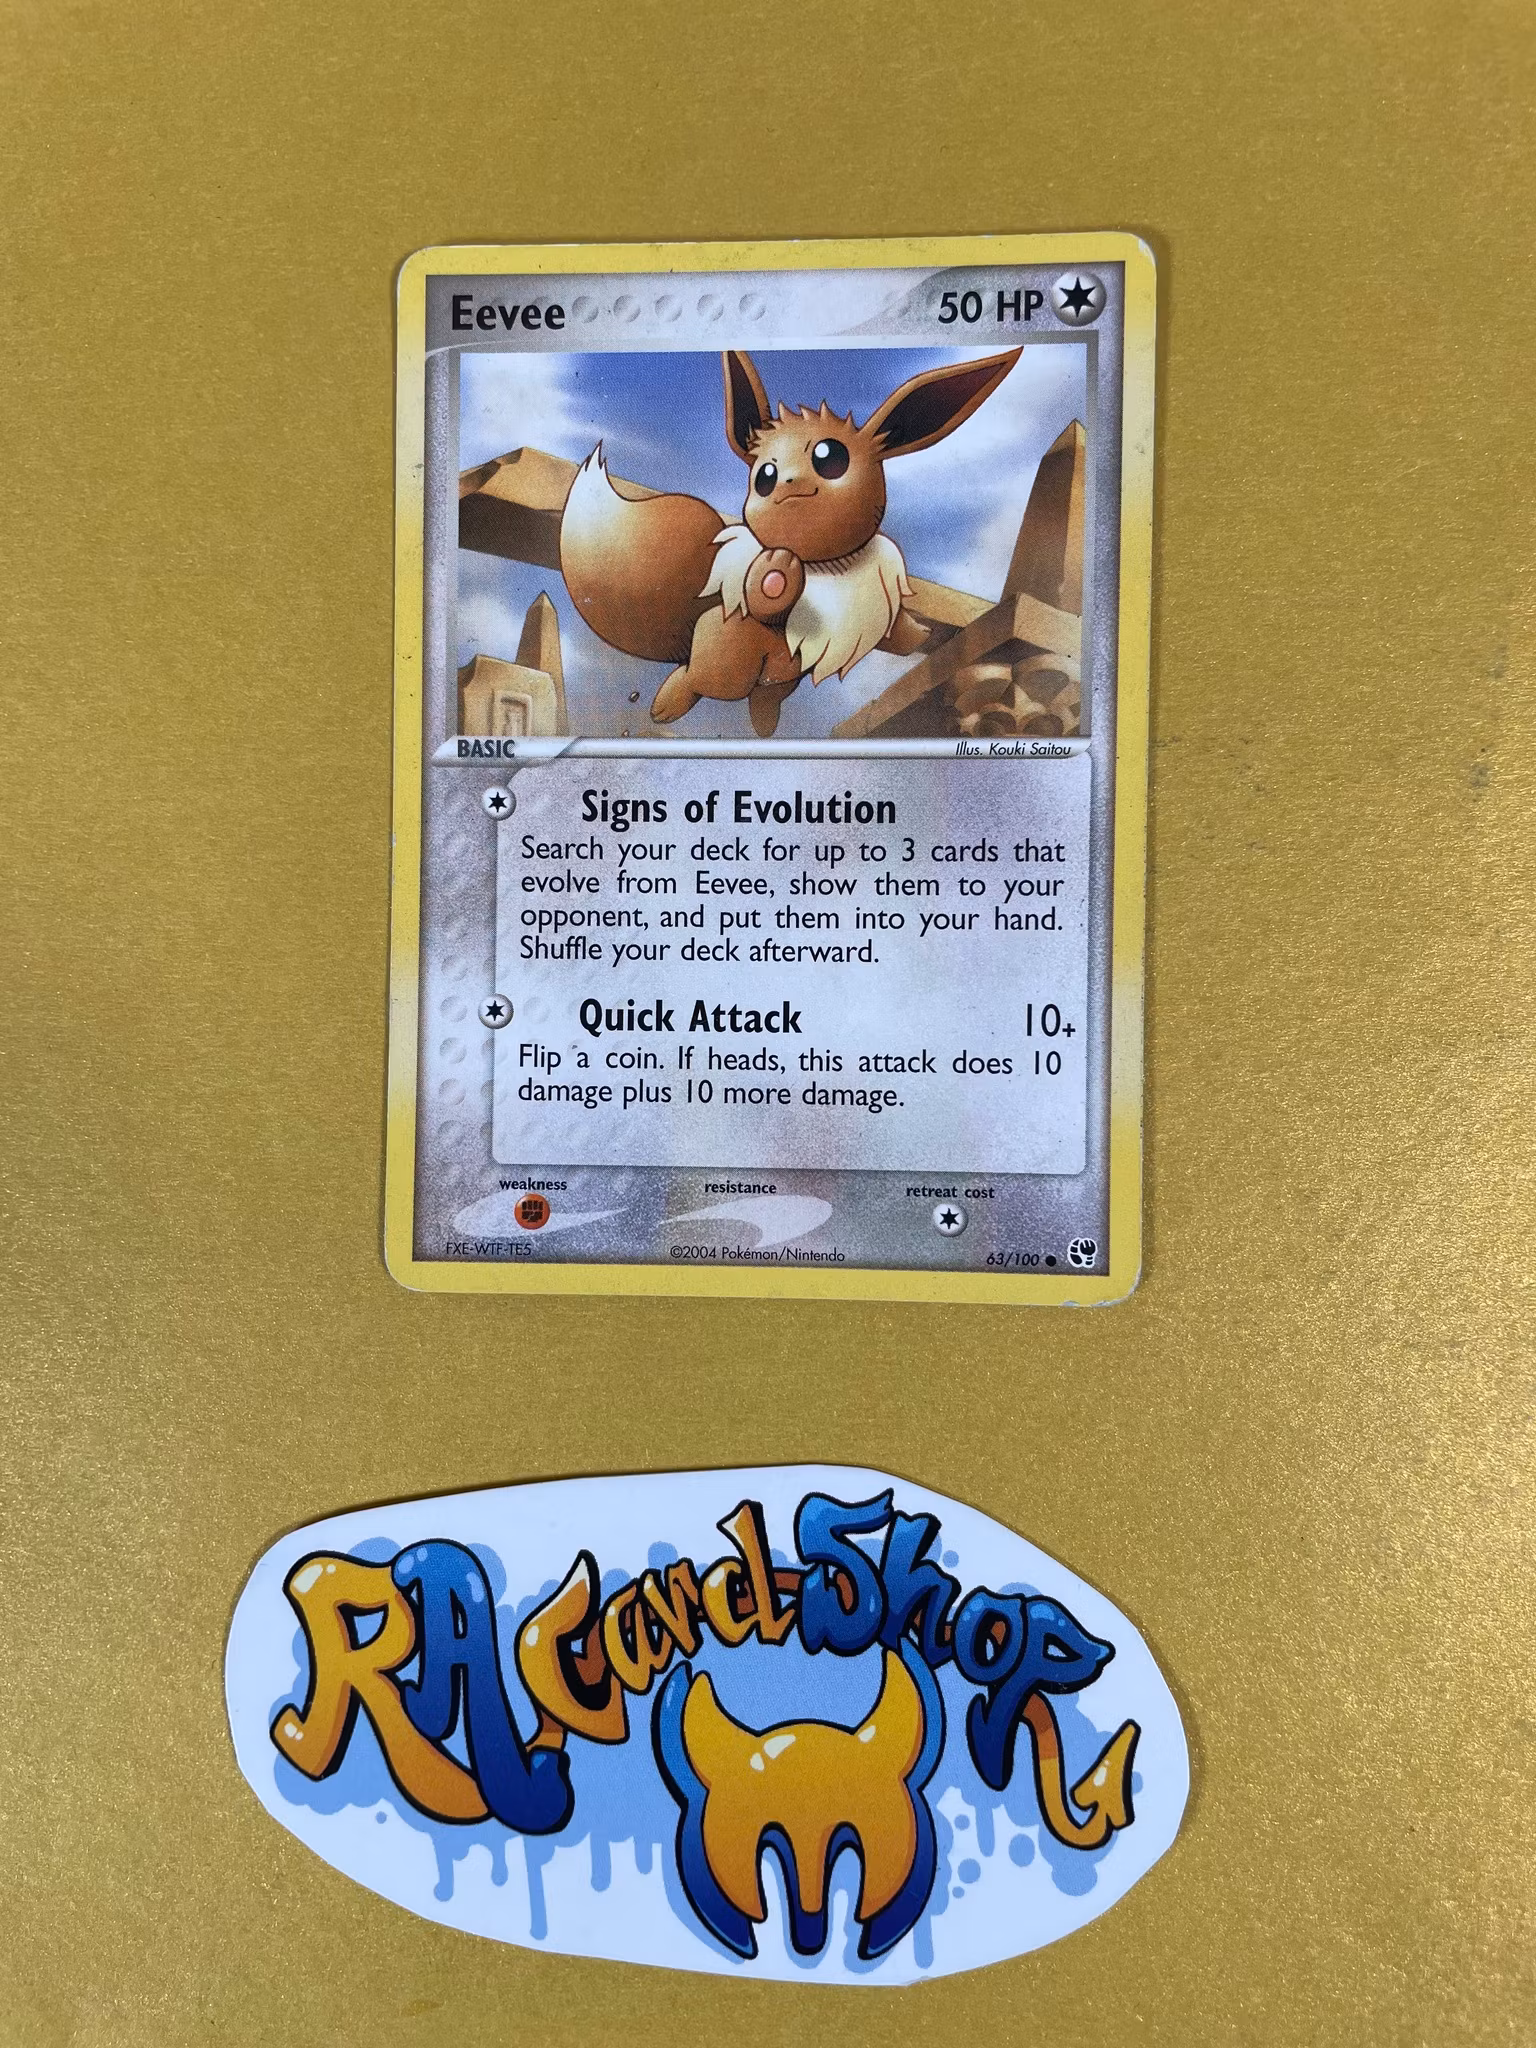 Eevee 50 HP
BASIC
Illus. Kouki Saitou
Signs of Evolution
Search your deck for up to 3 cards that
evolve from Eevee, show them to your
opponent, and put them into your hand.
Shuffle your deck afterward.
Quick Attack 10+
Flip a coin. If heads, this attack does 10
damage plus 10 more damage.
weakness resistance retreat cost
FXE-WTF-TE5 ©2004 Pokémon/Nintendo 63/100
RACardShop